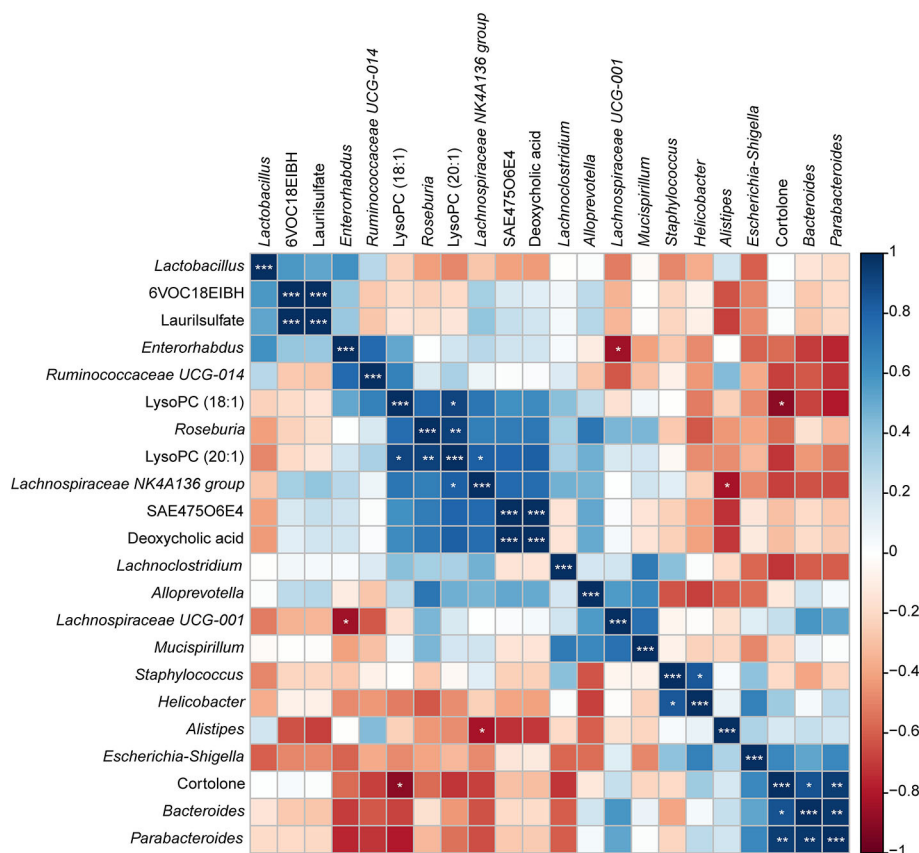 Lactobacillus
6VOC18EIBH
Laurilsulfate
Enterorhabdus
Ruminococcaceae UCG-014
LysoPC (18:1)
Roseburia
LysoPC (20:1)
Lachnospiraceae NK4A136 group
SAE475O6E4
Deoxycholic acid
Lachnoclostridium
Alloprevotella
Lachnospiraceae UCG-001
Mucispirillum
Staphylococcus
Helicobacter
Alistipes
Escherichia-Shigella
Cortolone
Bacteroides
Parabacteroides
Lactobacillus ***
6VOC18EIBH *** ***
Laurilsulfate *** ***
Enterorhabdus *** *
Ruminococcaceae UCG-014 ***
LysoPC (18:1) *** * *
Roseburia *** **
LysoPC (20:1) * ** *** *
Lachnospiraceae NK4A136 group * *** *
SAE475O6E4 *** ***
Deoxycholic acid *** ***
Lachnoclostridium ***
Alloprevotella ***
Lachnospiraceae UCG-001 * ***
Mucispirillum ***
Staphylococcus *** *
Helicobacter * ***
Alistipes * ***
Escherichia-Shigella ***
Cortolone * *** * **
Bacteroides * *** **
Parabacteroides ** ** ***
1
0.8
0.6
0.4
0.2
0
−0.2
−0.4
−0.6
−0.8
−1